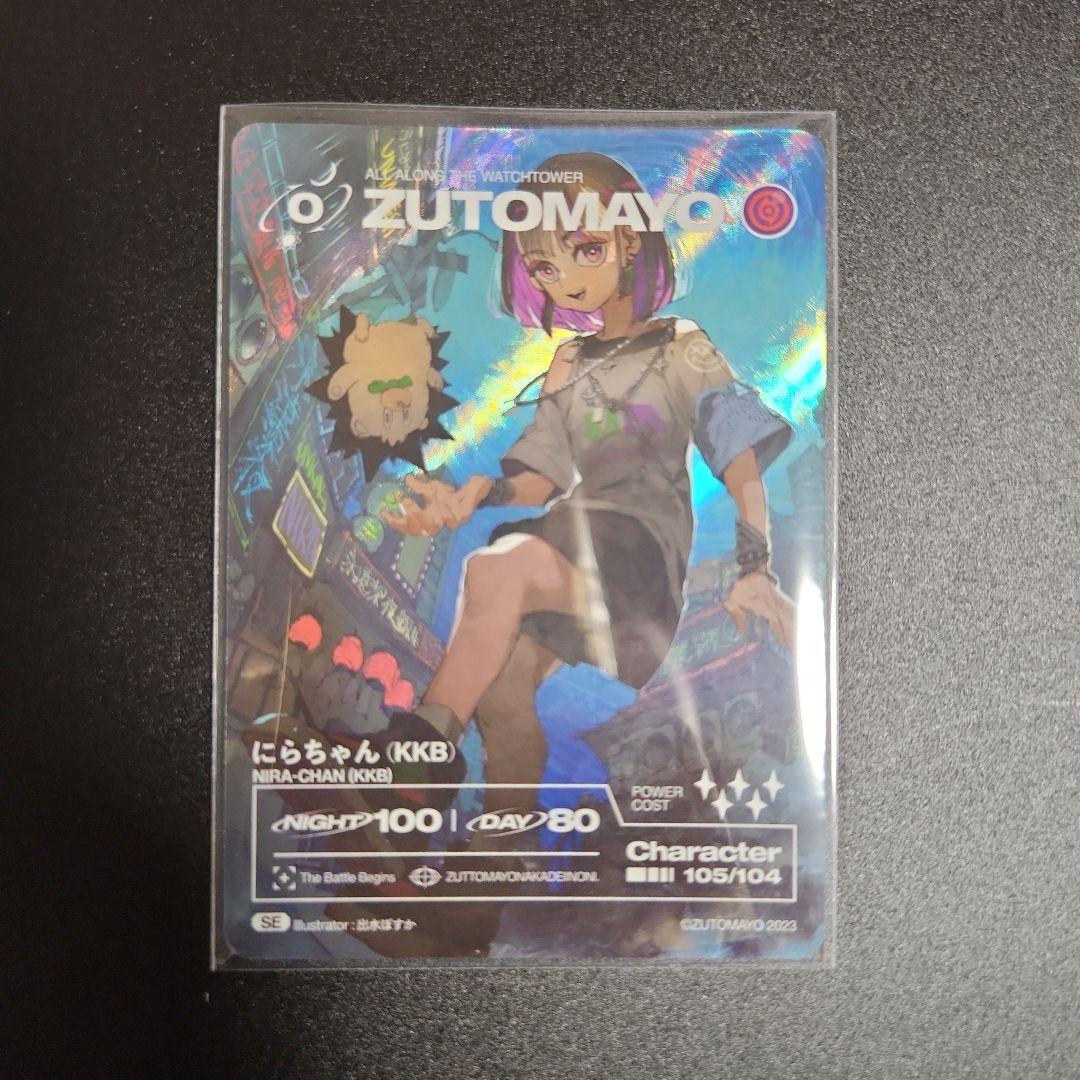 ALL ALONG THE WATCHTOWER
ZUTOMAYO
にらちゃん (KKB)
NIRA-CHAN (KKB)
POWER
COST
NIGHT 100 | DAY 80
Character
105/104
The Battle Begins ZUTTOMAYONAKADEIINONI.
SE Illustrator : 出水ぽすか
©ZUTOMAYO 2023